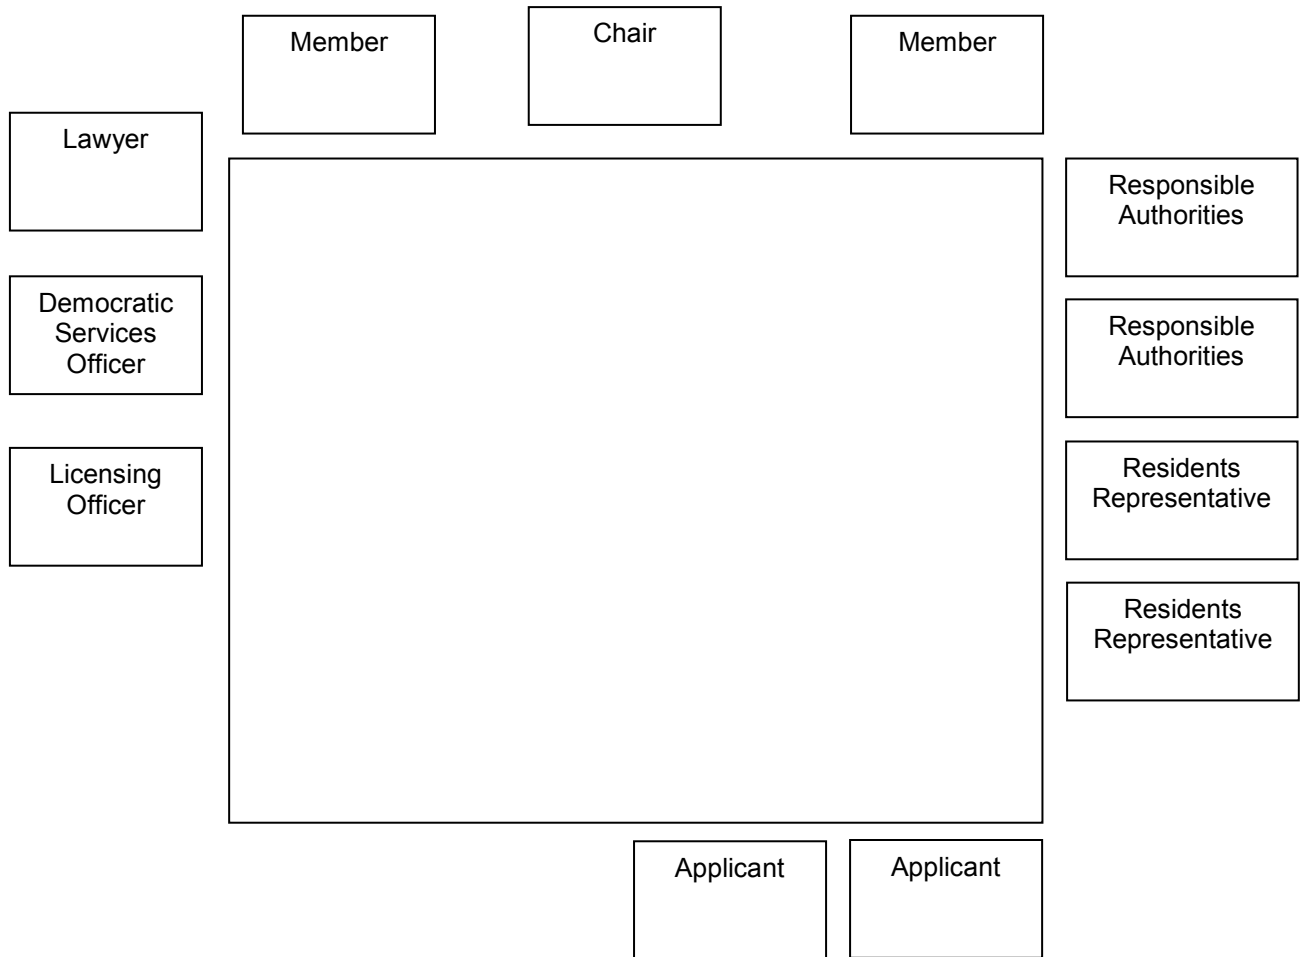 Member
Chair
Member
Lawyer
Democratic
Services
Officer
Licensing
Officer
Responsible
Authorities
Responsible
Authorities
Residents
Representative
Residents
Representative
Applicant
Applicant